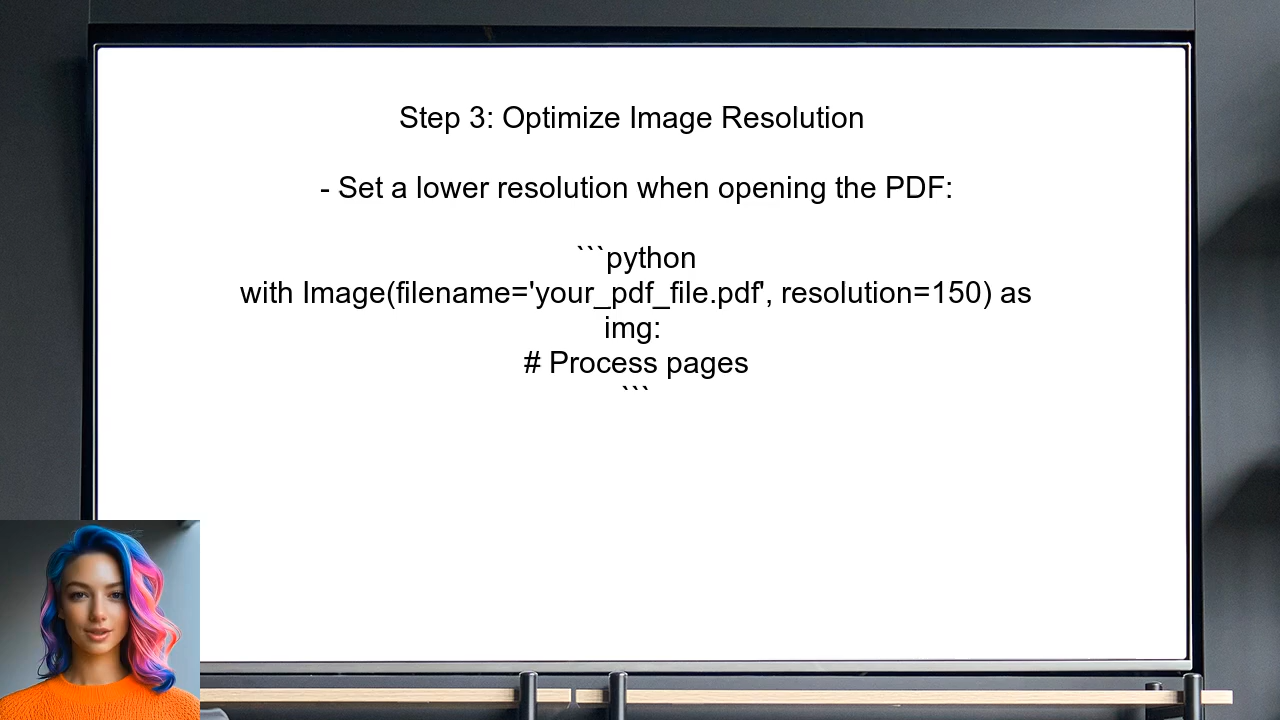 Step 3: Optimize Image Resolution
- Set a lower resolution when opening the PDF:
```python
with Image(filename='your_pdf_file.pdf', resolution=150) as
img:
# Process pages
```